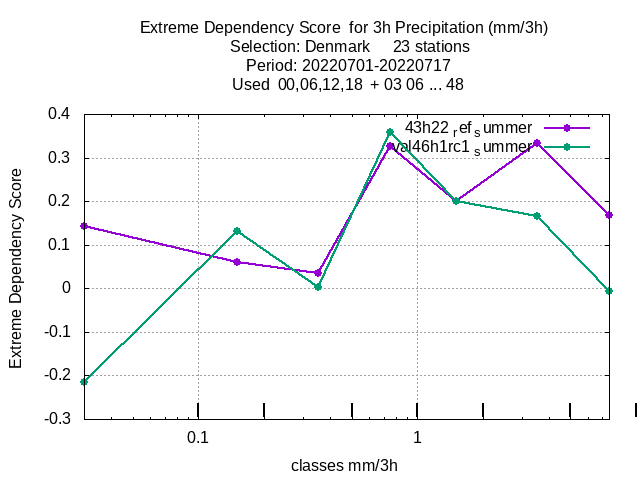 Extreme Dependency Score  for 3h Precipitation (mm/3h)
Selection: Denmark     23 stations
Period: 20220701-20220717
Used  00,06,12,18  + 03 06 ... 48
0.4
0.3
0.2
0.1
0
-0.1
-0.2
-0.3
Extreme Dependency Score
43h22 ref summer
val46h1rc1 summer
0.1
1
classes mm/3h